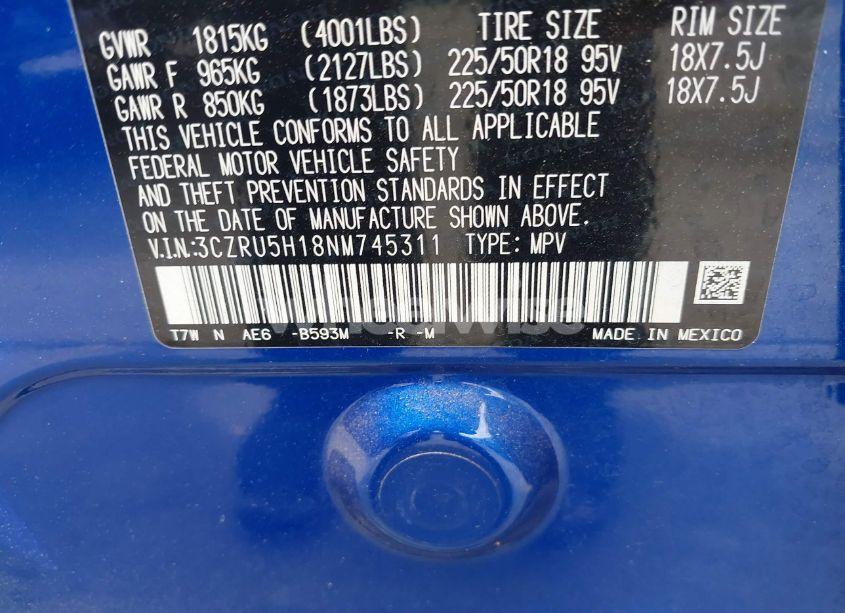 TIRE SIZE RIM SIZE
GVWR 1815KG (4001LBS)
GAWR F 965KG (2127LBS) 225/50R18 95V 18X7.5J
GAWR R 850KG (1873LBS) 225/50R18 95V 18X7.5J
THIS VEHICLE CONFORMS TO ALL APPLICABLE
FEDERAL MOTOR VEHICLE SAFETY
AND THEFT PREVENTION STANDARDS IN EFFECT
ON THE DATE OF MANUFACTURE SHOWN ABOVE.
V.I.N:3CZRU5H18NM745311 TYPE: MPV
T7W N AE6 -B593M -R -M MADE IN MEXICO